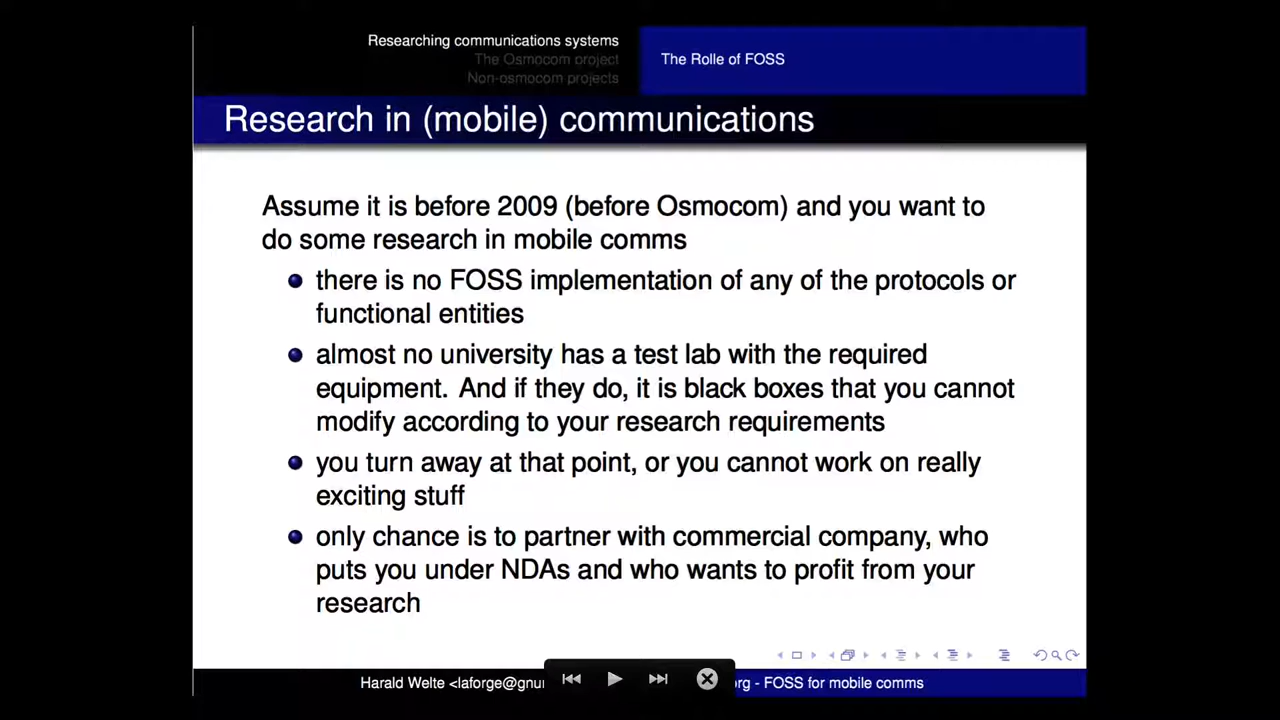 Researching communications systems
The Osmocom project
Non-osmocom projects
The Rolle of FOSS
Research in (mobile) communications
Assume it is before 2009 (before Osmocom) and you want to
do some research in mobile comms
there is no FOSS implementation of any of the protocols or
functional entities
almost no university has a test lab with the required
equipment. And if they do, it is black boxes that you cannot
modify according to your research requirements
you turn away at that point, or you cannot work on really
exciting stuff
only chance is to partner with commercial company, who
puts you under NDAs and who wants to profit from your
research
Harald Welte <laforge@gnu
org - FOSS for mobile comms